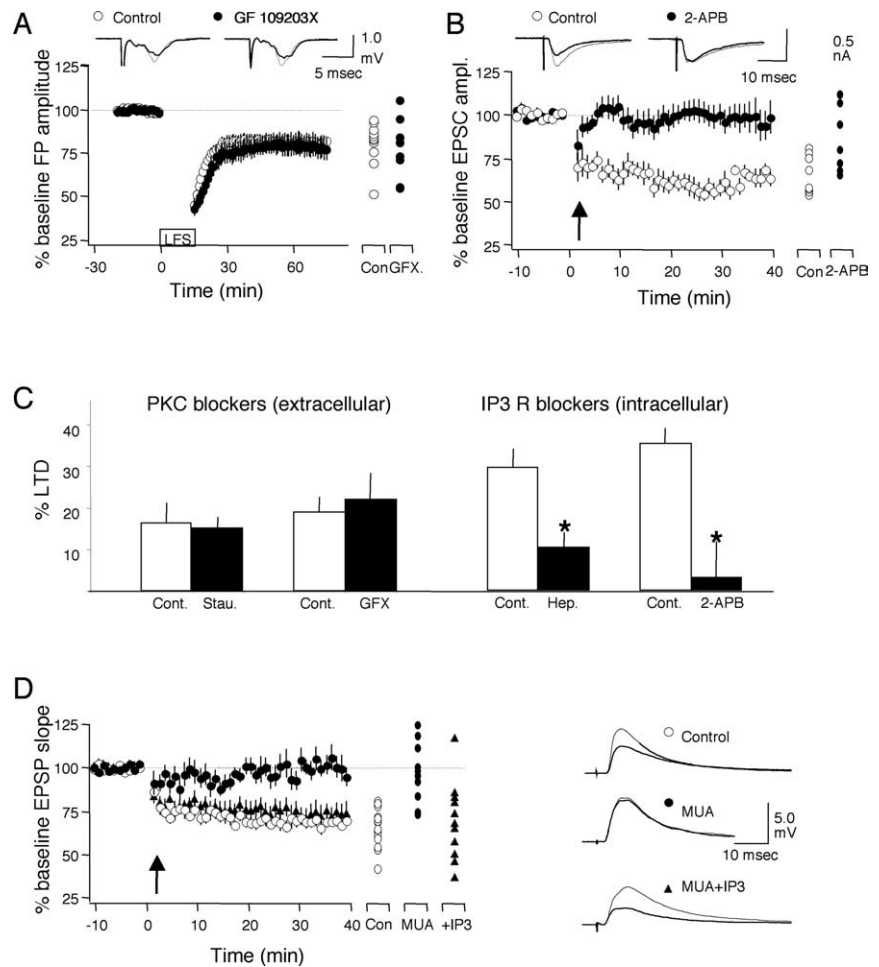 A
Control
GF 109203X
1.0
mV
5 msec
% baseline FP amplitude
125
100
75
50
25
LFS
-30
0
30
60
Con
GFX.
Time (min)
B
Control
2-APB
0.5
nA
10 msec
% baseline EPSC ampl.
125
100
75
50
25
-10
0
10
20
30
40
Con
2-APB
Time (min)
C
PKC blockers (extracellular)
IP3 R blockers (intracellular)
% LTD
40
30
20
10
*
*
Cont.
Stau.
Cont.
GFX
Cont.
Hep.
Cont.
2-APB
D
% baseline EPSP slope
125
100
75
50
25
-10
0
10
20
30
40
Con
MUA
+IP3
Time (min)
Control
MUA
5.0
mV
10 msec
MUA+IP3